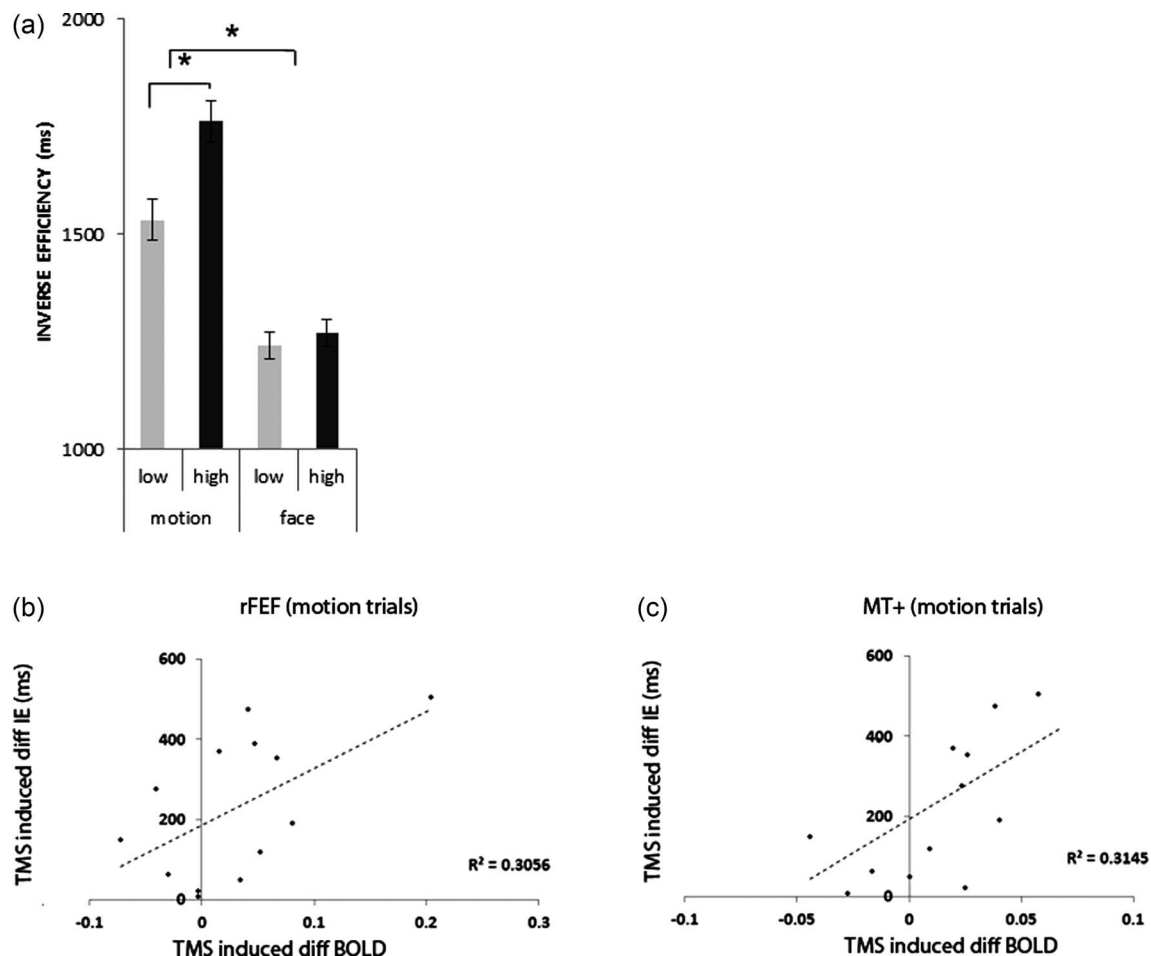 (a)
2000
*
*
1500
1000
INVERSE EFFICIENCY (ms)
low high low high
motion face
(b)
rFEF (motion trials)
TMS induced diff IE (ms)
600
400
200
0
R² = 0.3056
-0.1 0 0.1 0.2 0.3
TMS induced diff BOLD
(c)
MT+ (motion trials)
TMS induced diff IE (ms)
600
400
200
0
R² = 0.3145
-0.1 -0.05 0 0.05 0.1
TMS induced diff BOLD